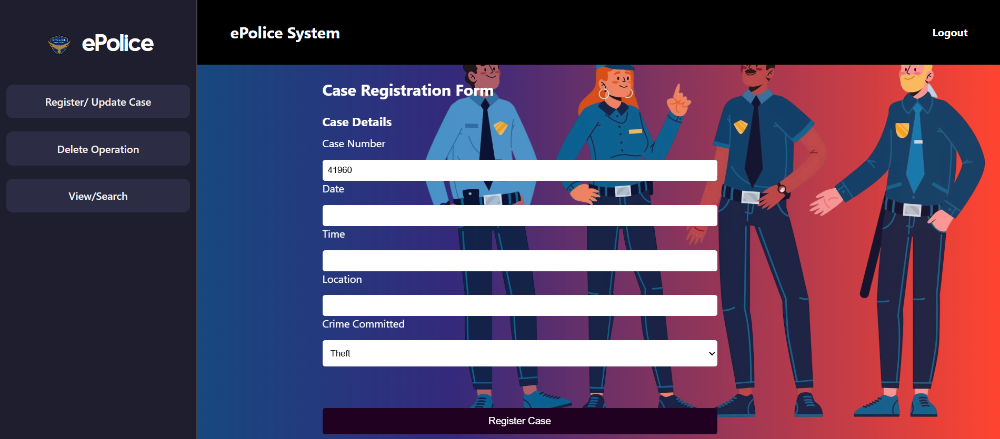 EPOLICE
ePolice
Register/ Update Case
Delete Operation
View/Search
ePolice System
Logout
Case Registration Form
Case Details
Case Number
41960
Date
Time
Location
Crime Committed
Theft
Register Case